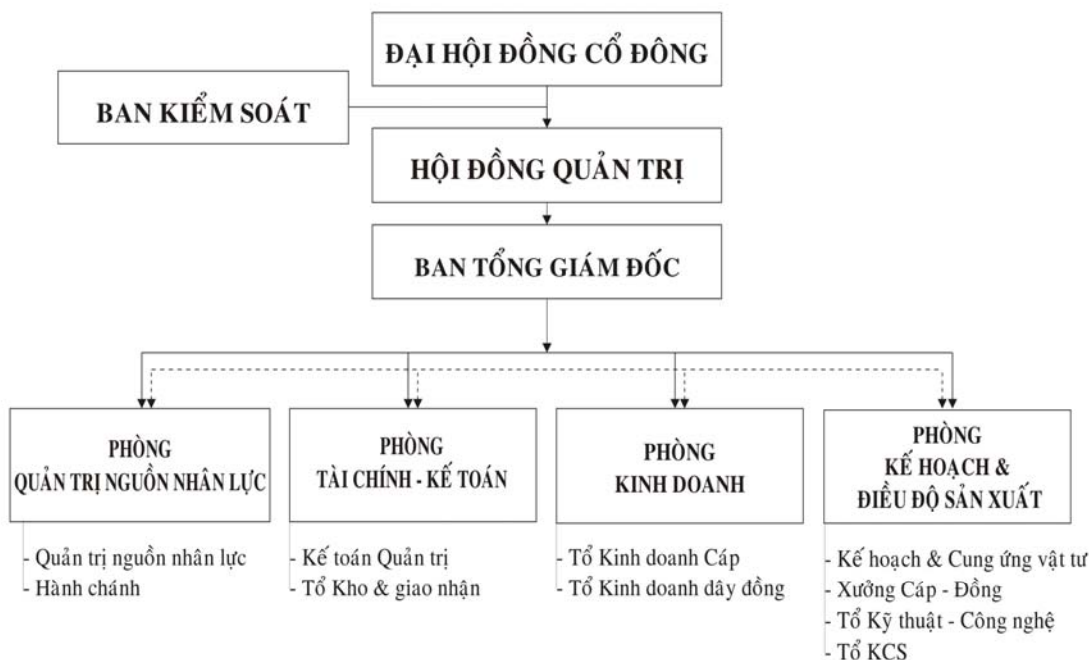 ĐẠI HỘI ĐỒNG CỔ ĐÔNG
BAN KIỂM SOÁT
HỘI ĐỒNG QUẢN TRỊ
BAN TỔNG GIÁM ĐỐC
PHÒNG
QUẢN TRỊ NGUỒN NHÂN LỰC
- Quản trị nguồn nhân lực
- Hành chánh
PHÒNG
TÀI CHÍNH - KẾ TOÁN
- Kế toán Quản trị
- Tổ Kho & giao nhận
PHÒNG
KINH DOANH
- Tổ Kinh doanh Cáp
- Tổ Kinh doanh dây đồng
PHÒNG
KẾ HOẠCH &
ĐIỀU ĐỘ SẢN XUẤT
- Kế hoạch & Cung ứng vật tư
- Xưởng Cáp - Đồng
- Tổ Kỹ thuật - Công nghệ
- Tổ KCS